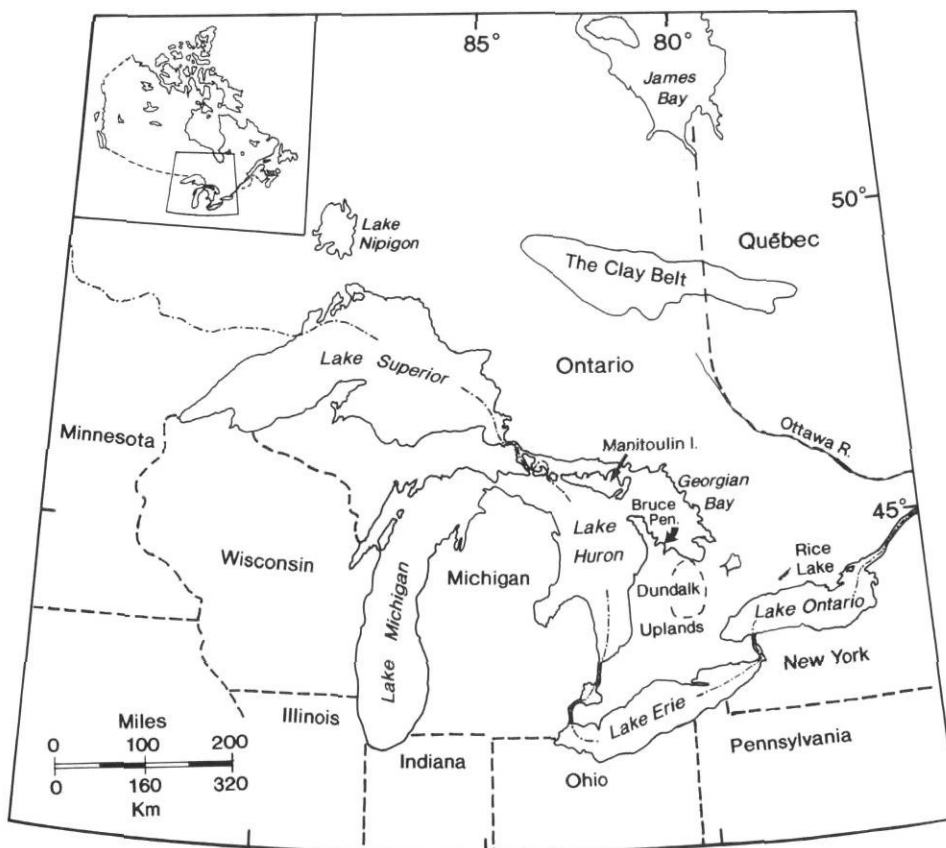 85°
80°
James
Bay
50°
Lake
Nipigon
Québec
The Clay Belt
Lake Superior
Ontario
Minnesota
Ottawa R.
Manitoulin I.
Georgian
Bay
45°
Bruce
Pen.
Lake
Huron
Wisconsin
Michigan
Rice
Lake
Dundalk
Uplands
Lake Michigan
Lake Ontario
New York
Lake Erie
Illinois
Indiana
Ohio
Pennsylvania
Miles
0 100 200
0 160 320
Km